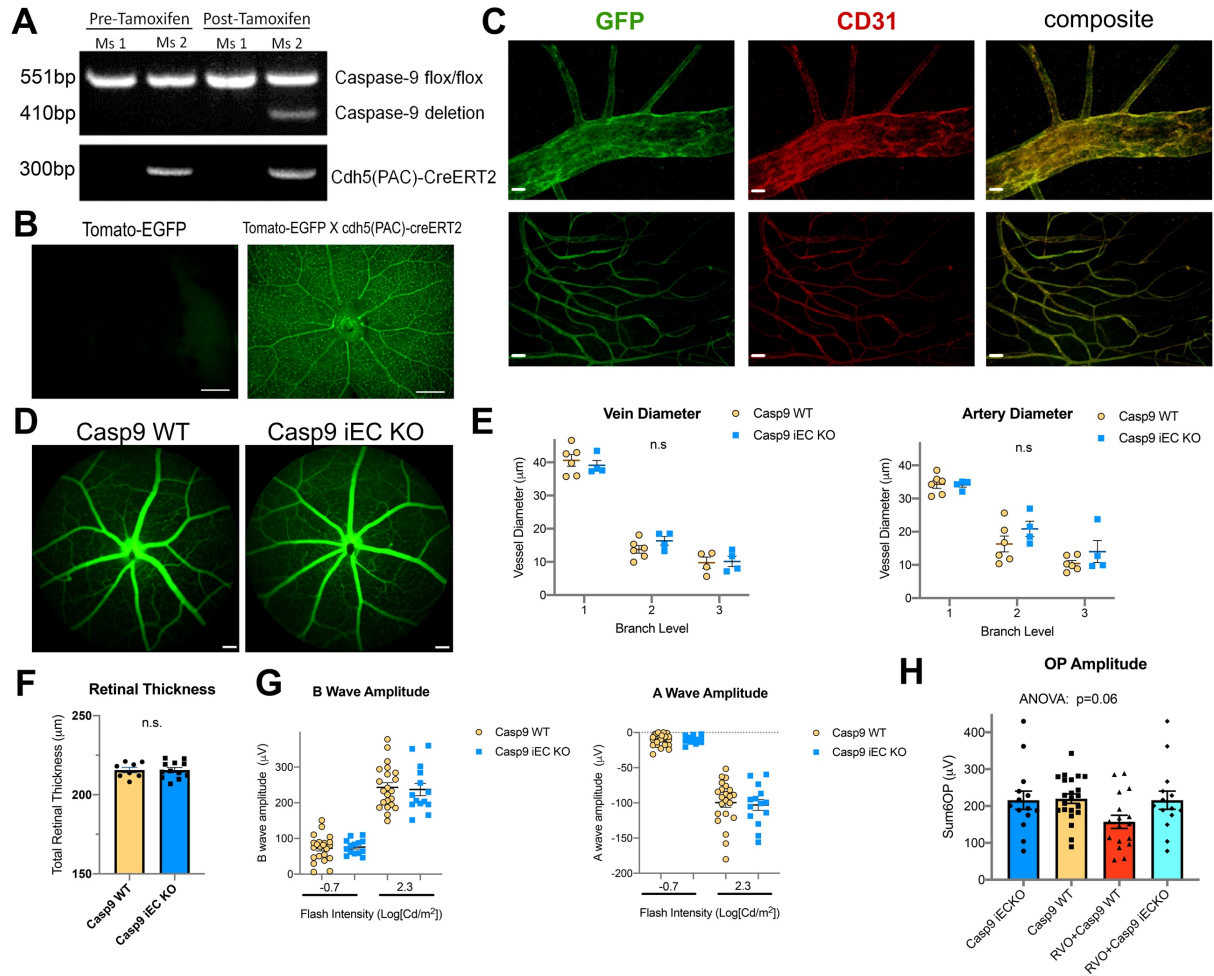 A
Pre-Tamoxifen Post-Tamoxifen
Ms 1 Ms 2 Ms 1 Ms 2
551bp Caspase-9 flox/flox
410bp Caspase-9 deletion
300bp Cdh5(PAC)-CreERT2
B
Tomato-EGFP Tomato-EGFP X cdh5(PAC)-creERT2
C
GFP CD31 composite
D
Casp9 WT Casp9 iEC KO
E
Vein Diameter
n.s
Casp9 WT
Casp9 iEC KO
Vessel Diameter (μm)
40
30
20
10
0
1 2 3
Branch Level
Artery Diameter
n.s
Casp9 WT
Casp9 iEC KO
Vessel Diameter (μm)
40
30
20
10
0
1 2 3
Branch Level
F
Retinal Thickness
n.s.
Total Retinal Thickness (μm)
250
200
150
Casp9 WT
Casp9 iEC KO
G
B Wave Amplitude
Casp9 WT
Casp9 iEC KO
B wave amplitude (μV)
300
200
100
0
-0.7 2.3
Flash Intensity (Log[Cd/m²])
A Wave Amplitude
Casp9 WT
Casp9 iEC KO
A wave amplitude (μV)
0
-50
-100
-150
-200
-0.7 2.3
Flash Intensity (Log[Cd/m²])
H
OP Amplitude
ANOVA: p=0.06
Sum6OP (μV)
400
300
200
100
0
Casp9 iECKO
Casp9 WT
RVO+Casp9 WT
RVO+Casp9 iECKO